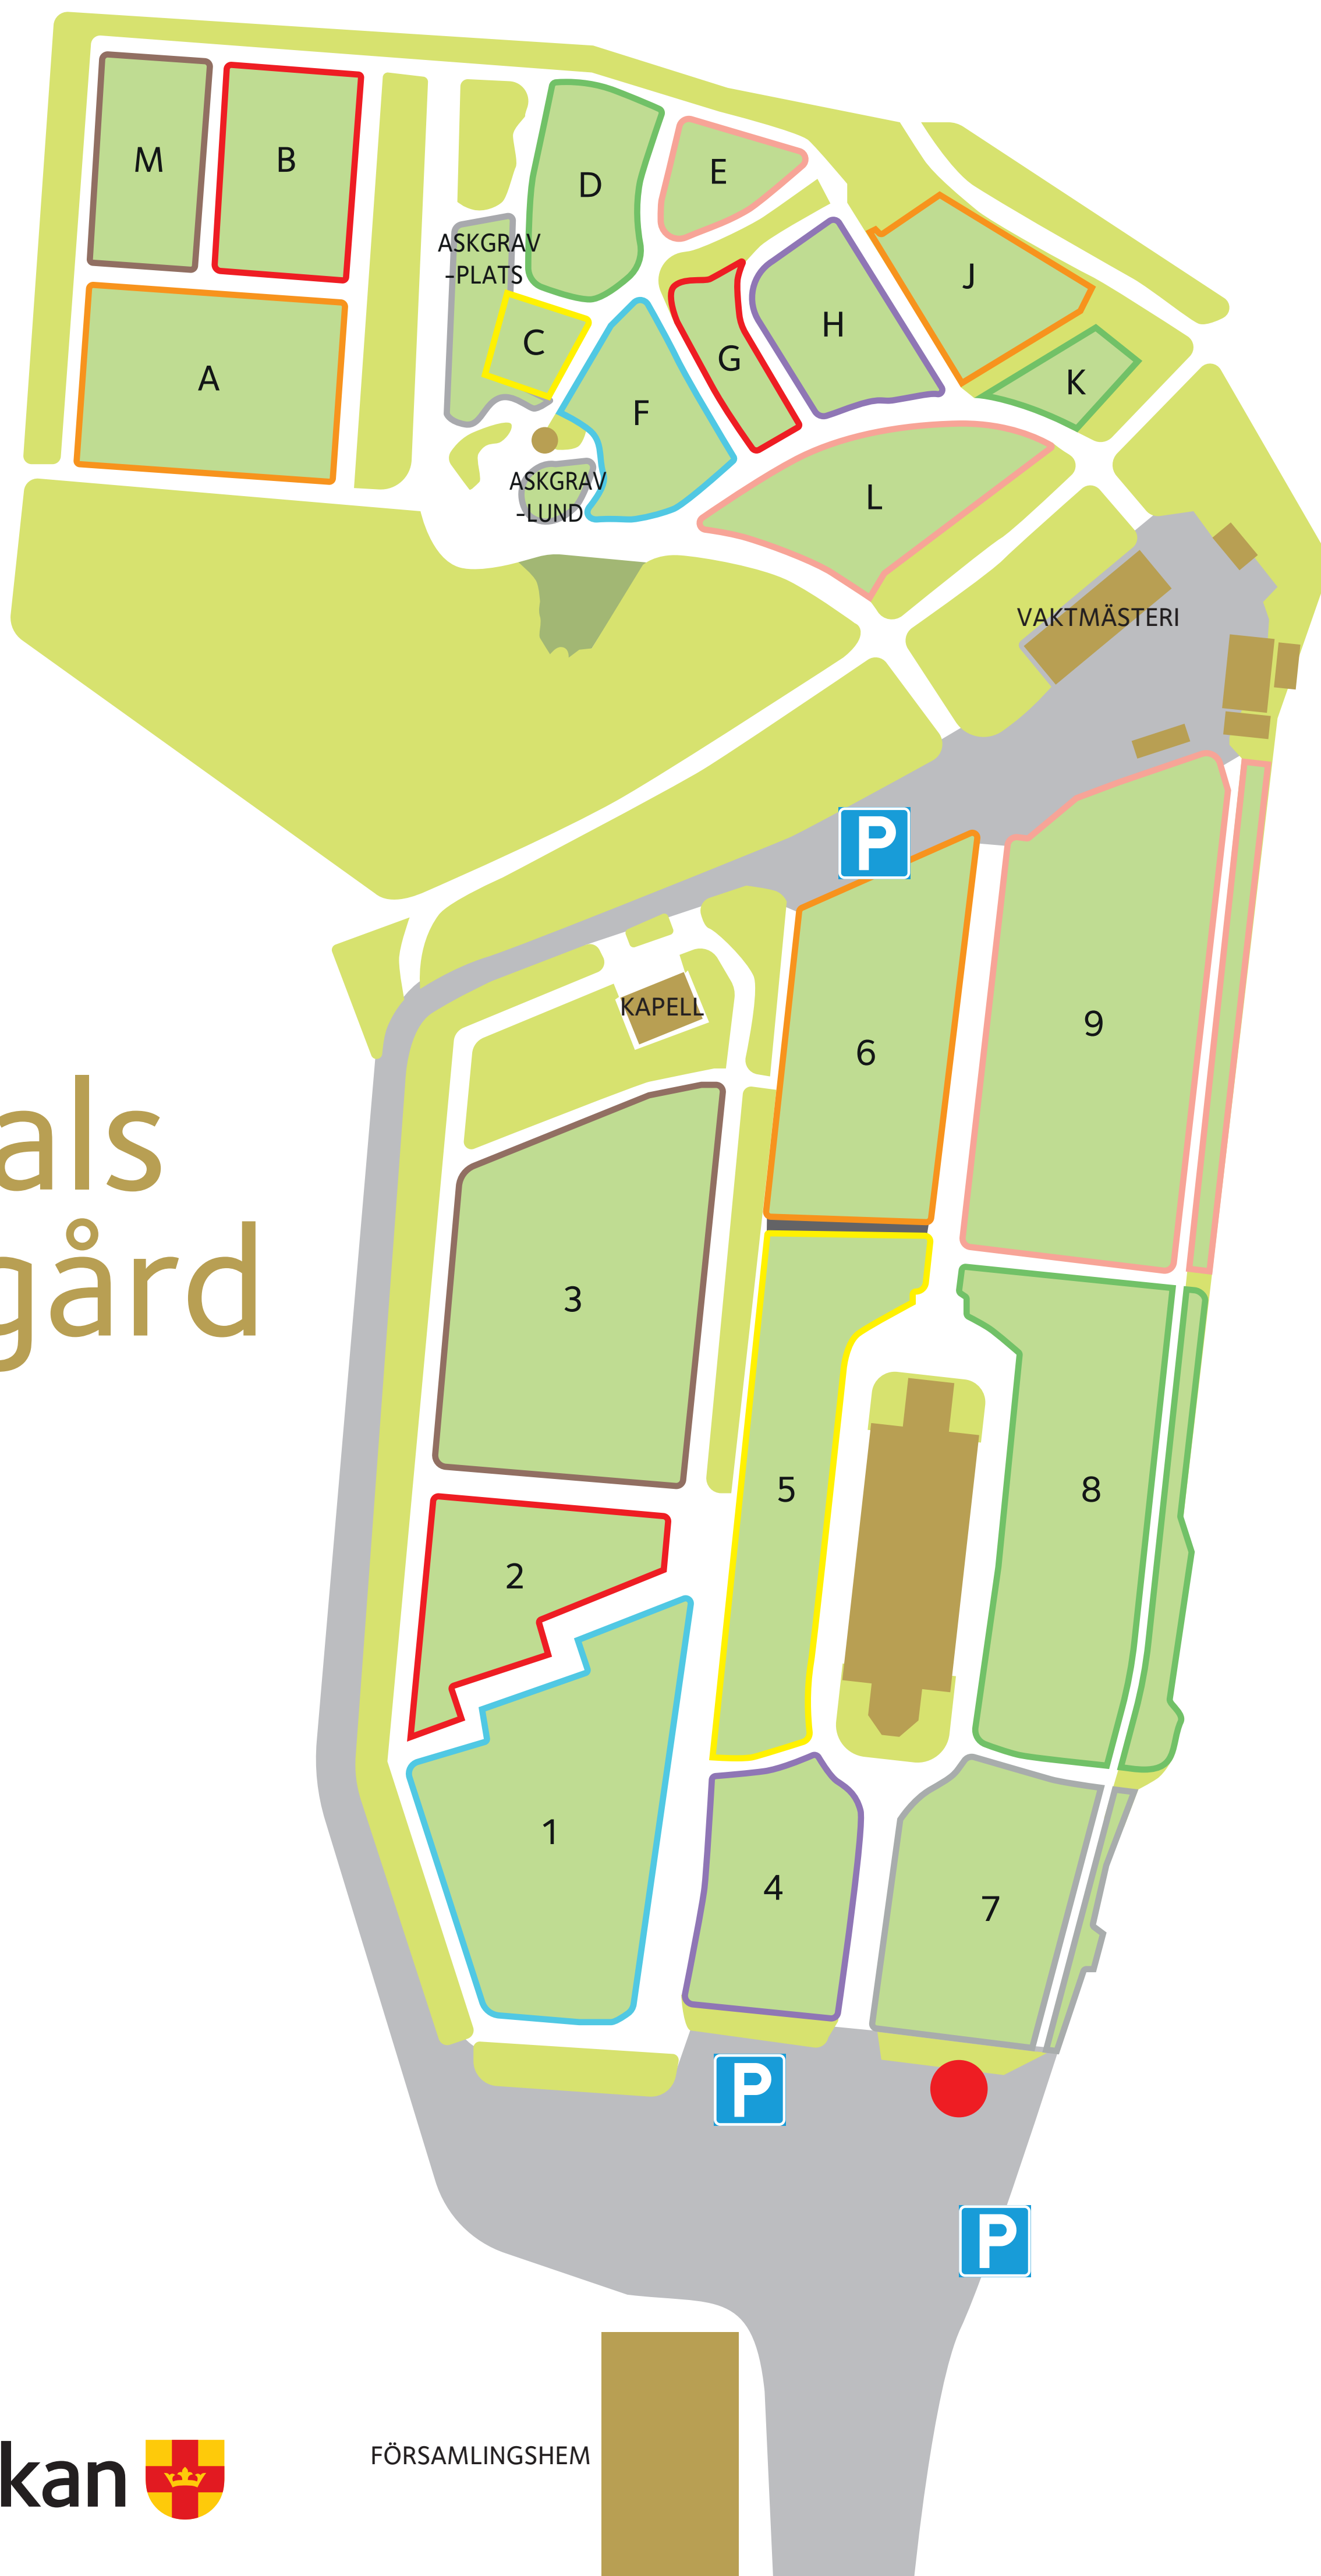 M
B
D
E
ASKGRAV
-PLATS
J
C
H
G
K
A
F
ASKGRAV
-LUND
L
VAKTMÄSTERI
P
KAPELL
9
6
als
gård
3
5
8
2
1
4
7
P
P
FÖRSAMLINGSHEM
kan